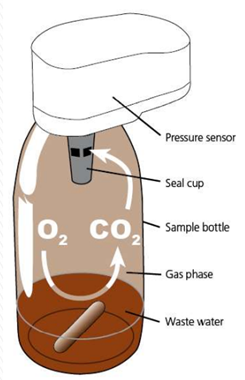 Pressure sensor
Seal cup
O₂ CO₂
Sample bottle
Gas phase
Waste water